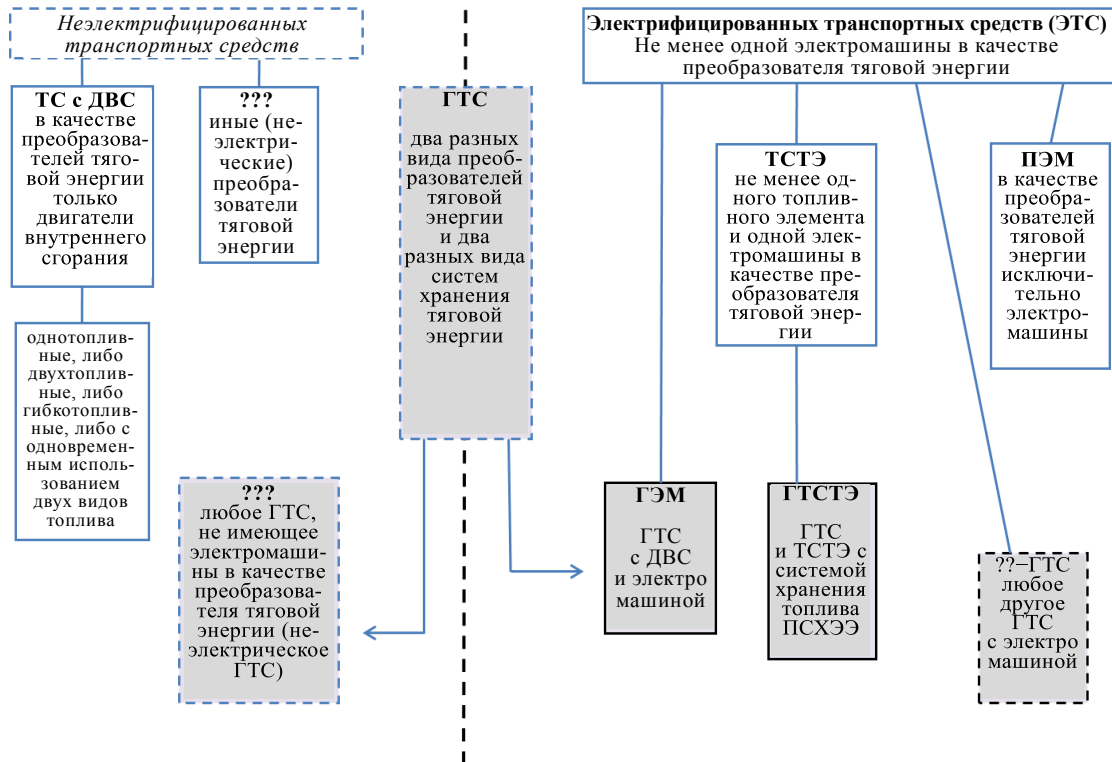 Неэлектрифицированных
транспортных средств
Электрифицированных транспортных средств (ЭТС)
Не менее одной электромашины в качестве
преобразователя тяговой энергии
ТС с ДВС
в качестве
преобразова-
телей тяго-
вой энергии
только
двигатели
внутреннего
сгорания
???
иные (не-
электри-
ческие)
преобра-
зователи
тяговой
энергии
ГТС
два разных
вида преоб-
разователей
тяговой
энергии
и два
разных вида
систем
хранения
тяговой
энергии
ТСТЭ
не менее од-
ного топлив-
ного элемента
и одной элек-
тромашины в
качестве пре-
образователя
тяговой энер-
гии
ПЭМ
в качестве
преобра-
зователей
тяговой
энергии
исключи-
тельно
электро-
машины
однотоплив-
ные, либо
двухтоплив-
ные, либо
гибкотоплив-
ные, либо с
одновремен-
ным исполь-
зованием
двух видов
топлива
???
любое ГТС,
не имеющее
электромаши-
ны в качестве
преобразова-
теля тяговой
энергии (не-
электрическое
ГТС)
ГЭМ
ГТС
с ДВС
и электро
машиной
ГТСТЭ
ГТС
и ТСТЭ с
системой
хранения
топлива
ПСХЭЭ
??–ГТС
любое
другое
ГТС
с электро
машиной